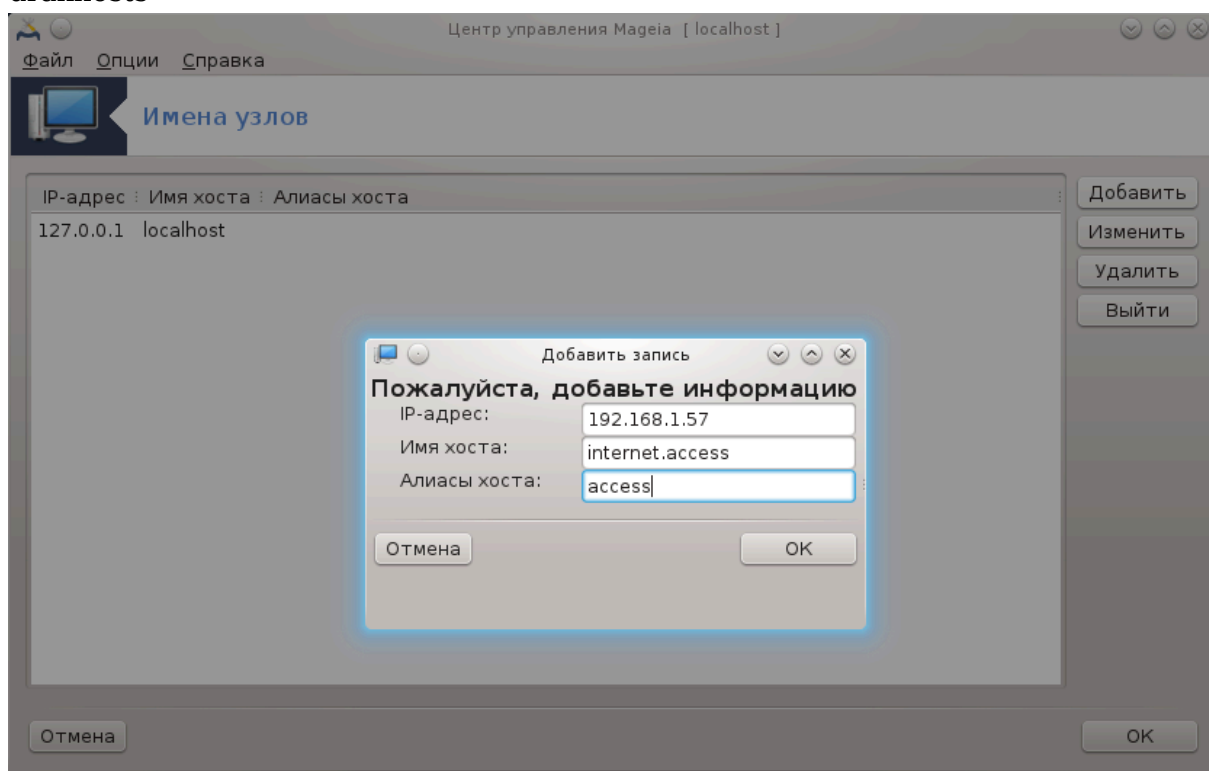 drakhosts
Центр управления Mageia [ localhost ]
Файл Опции Справка
Имена узлов
IP-адрес Имя хоста Алиасы хоста
127.0.0.1 localhost
Добавить
Изменить
Удалить
Выйти
Добавить запись
Пожалуйста, добавьте информацию
IP-адрес: 192.168.1.57
Имя хоста: internet.access
Алиасы хоста: access
Отмена OK
Отмена OK